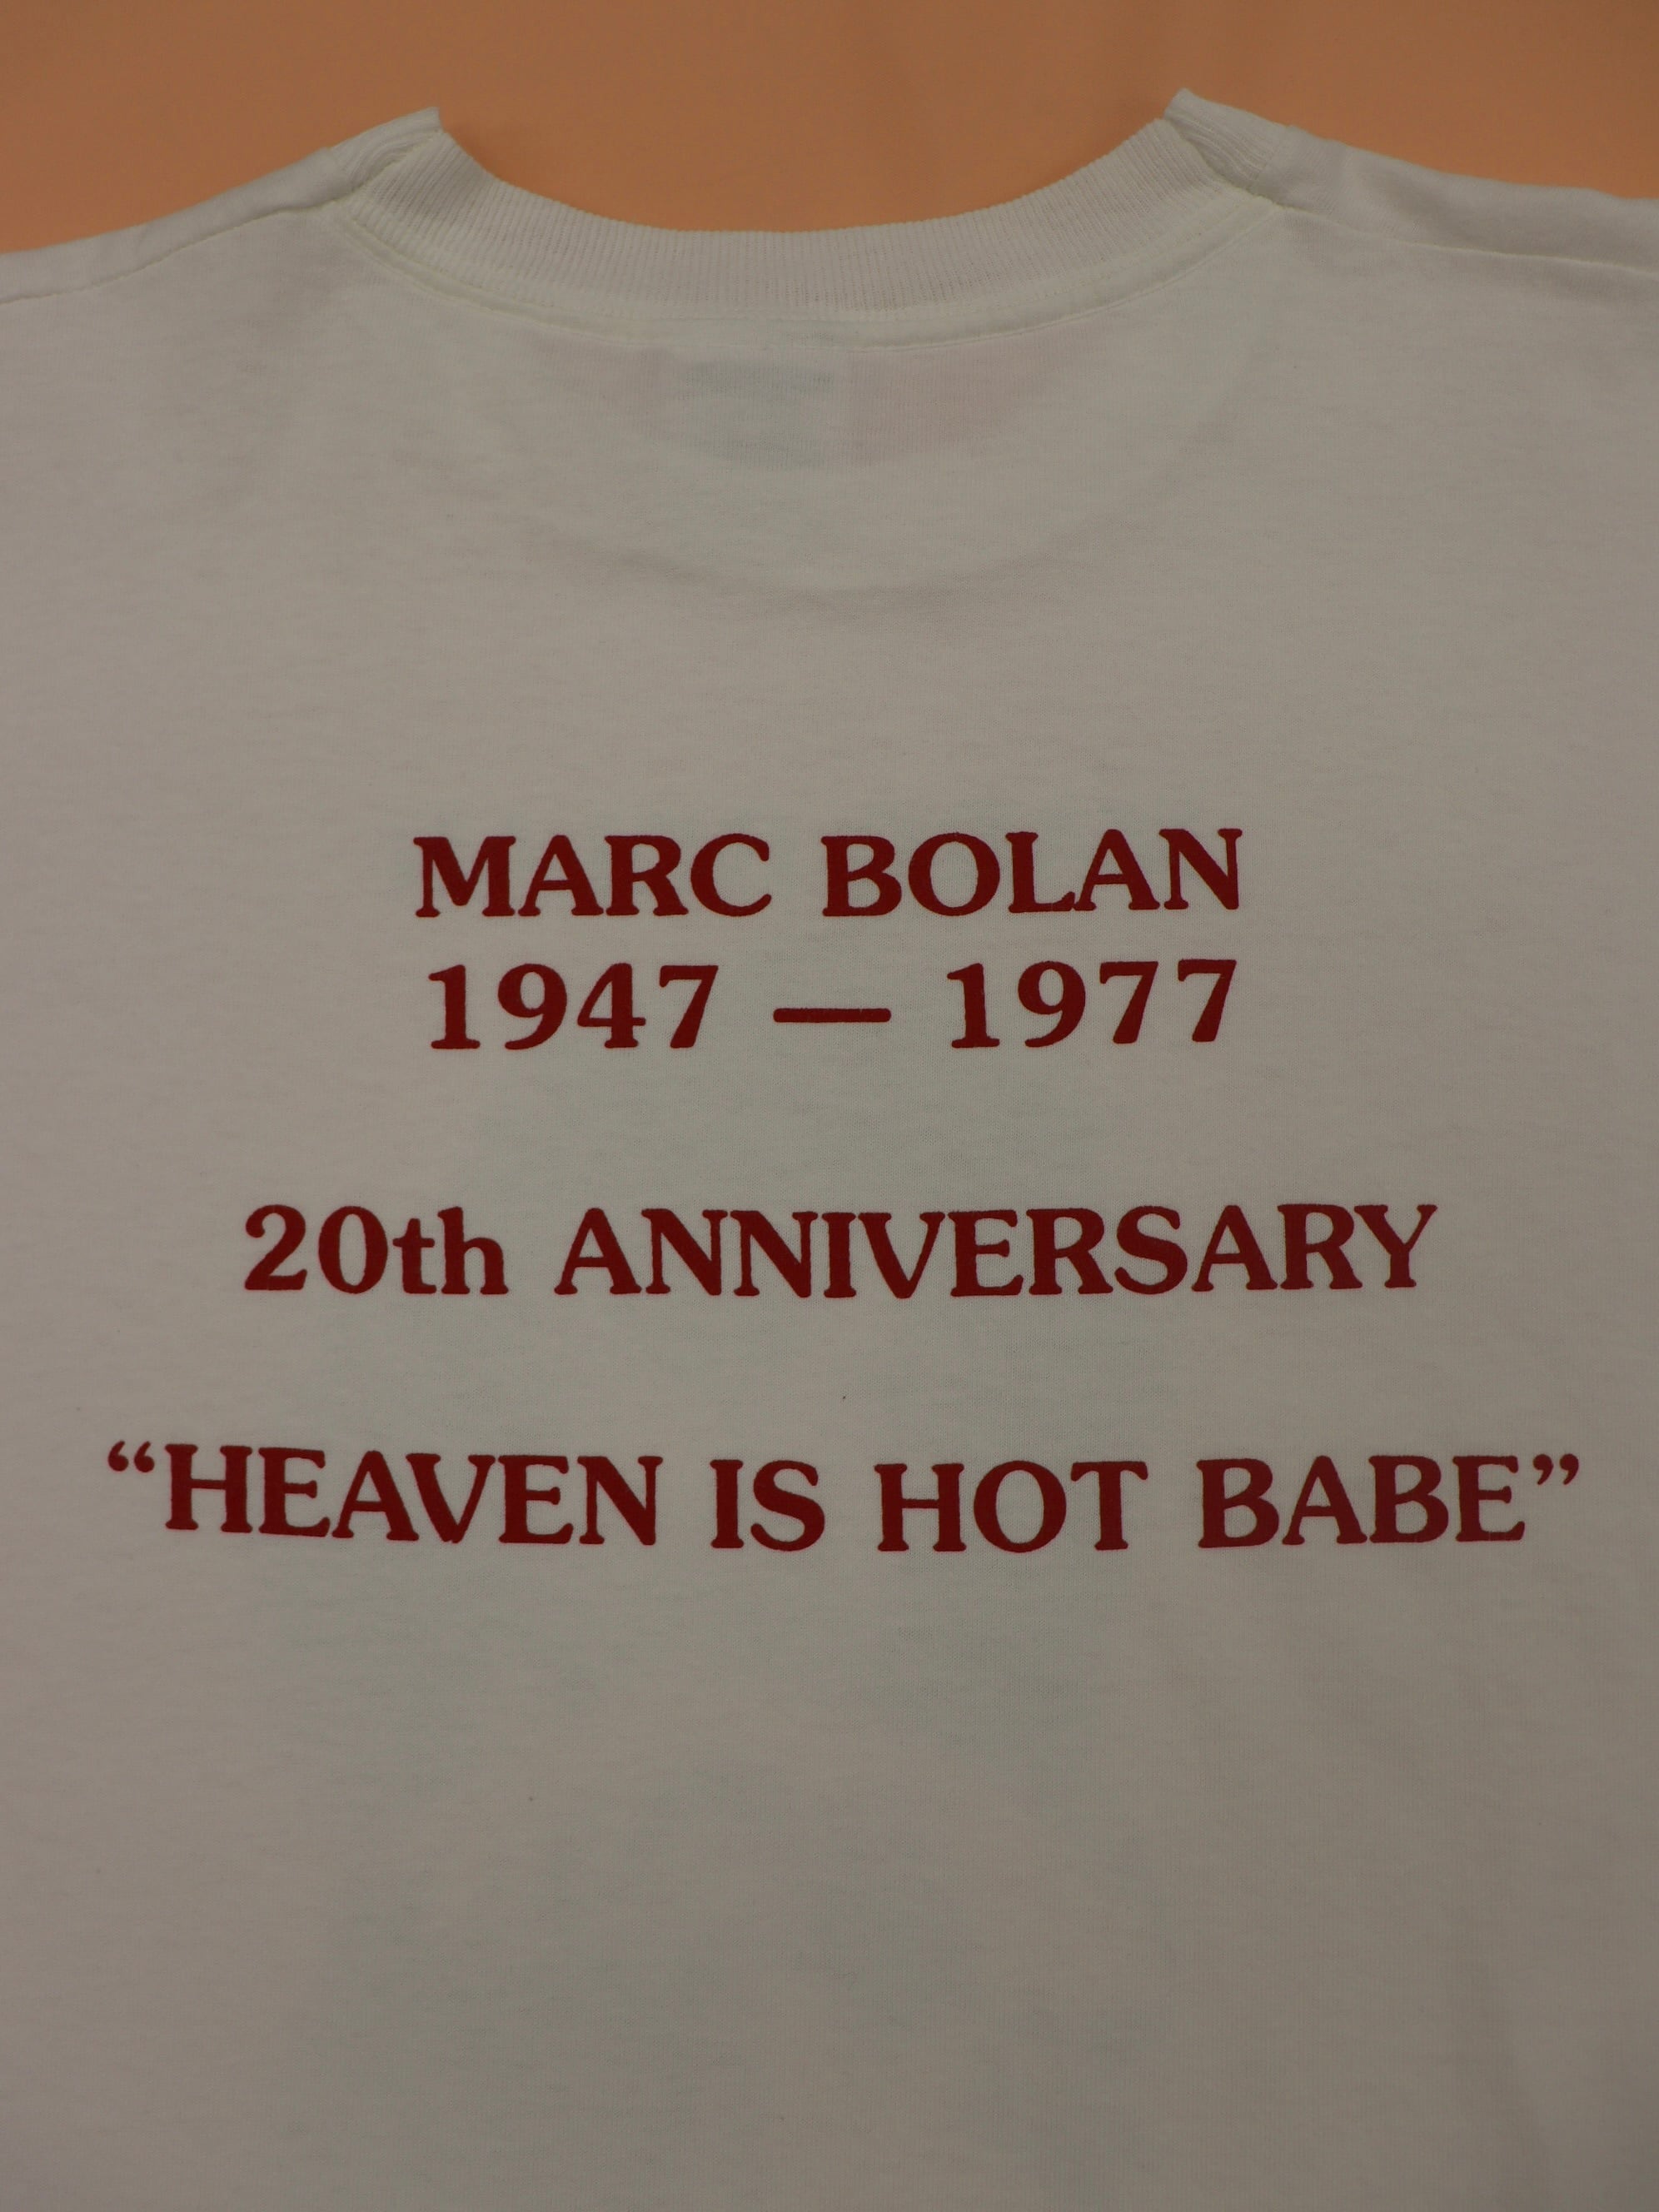 MARC BOLAN
1947 — 1977
20th ANNIVERSARY
“HEAVEN IS HOT BABE”